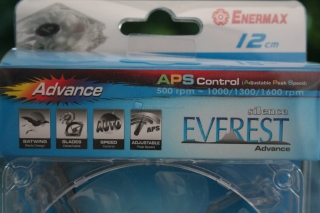 ENERMAX
12cm
Advance
APS Control (Adjustable Peak Speed)
500 rpm ~ 1000/1300/1600 rpm
AUTO
APS
BATWING
BLADES
SPEED
ADJUSTABLE
silence
EVEREST
Advance